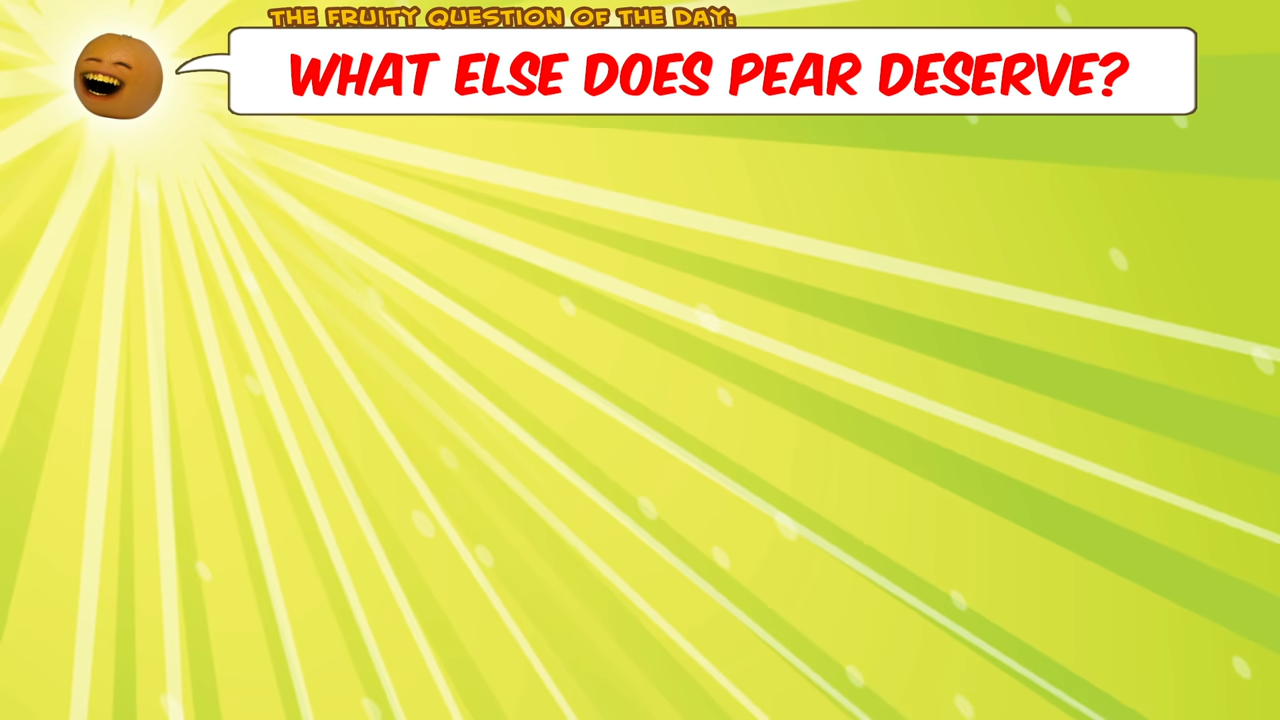 THE FRUITY QUESTION OF THE DAY:
WHAT ELSE DOES PEAR DESERVE?